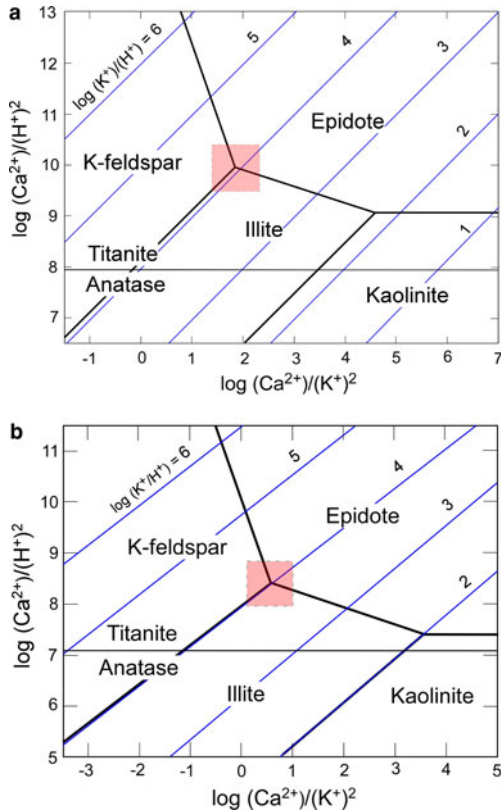 a
13
12
11
10
9
8
7
log (Ca2+)/(H+)2
log (K+)/(H+) = 6
5
4
3
2
1
K-feldspar
Epidote
Illite
Titanite
Anatase
Kaolinite
-1 0 1 2 3 4 5 6 7
log (Ca2+)/(K+)2
b
11
10
9
8
7
6
5
log (Ca2+)/(H+)2
log (K+/H+) = 6
5
4
3
2
K-feldspar
Epidote
Titanite
Anatase
Illite
Kaolinite
-3 -2 -1 0 1 2 3 4 5
log (Ca2+)/(K+)2